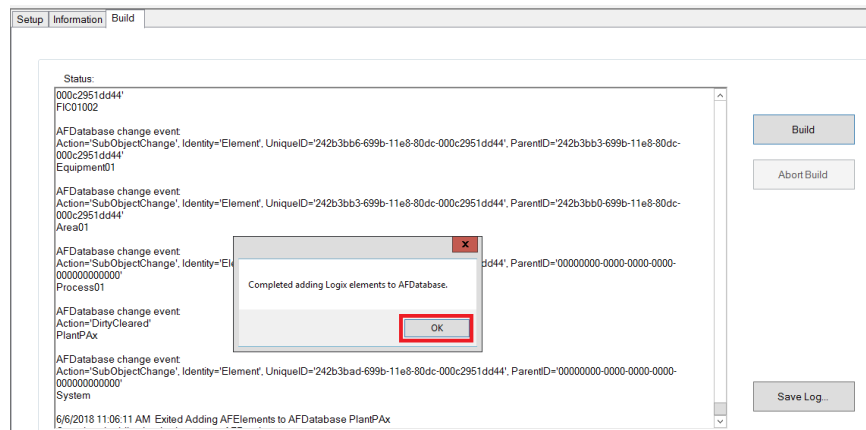 Setup Information Build
Status:
000c2951dd44'
FIC01002
AFDatabase change event:
Action='SubObjectChange', Identity='Element', UniqueID='242b3bb6-699b-11e8-80dc-000c2951dd44', ParentID='242b3bb3-699b-11e8-80dc-
000c2951dd44'
Equipment01
AFDatabase change event:
Action='SubObjectChange', Identity='Element', UniqueID='242b3bb3-699b-11e8-80dc-000c2951dd44', ParentID='242b3bb0-699b-11e8-80dc-
000c2951dd44'
Area01
AFDatabase change event:
Action='SubObjectChange', Identity='Ele dd44', ParentID='00000000-0000-0000-0000-
000000000000'
Process01
AFDatabase change event:
Action='DirtyCleared'
PlantPAx
AFDatabase change event:
Action='SubObjectChange', Identity='Element', UniqueID='242b3bad-699b-11e8-80dc-000c2951dd44', ParentID='00000000-0000-0000-0000-
000000000000'
System
6/6/2018 11:06:11 AM Exited Adding AFElements to AFDatabase PlantPAx
x
Completed adding Logix elements to AFDatabase.
OK
Build
Abort Build
Save Log...